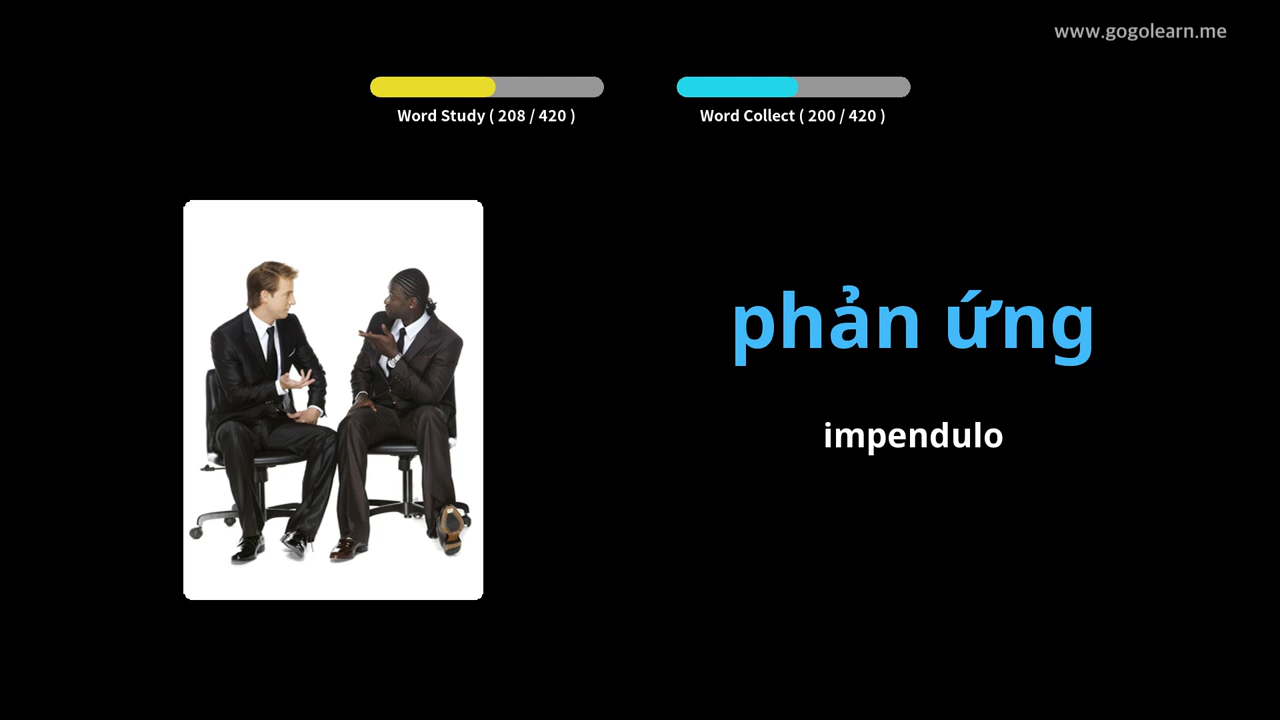 www.gogolearn.me
Word Study ( 208 / 420 )
Word Collect ( 200 / 420 )
phản ứng
impendulo